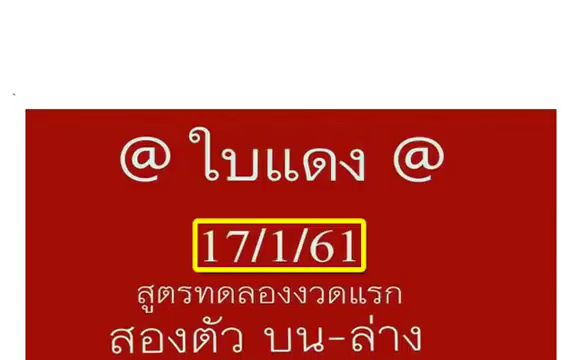 @ ใบแดง @
17/1/61
สูตรทดลองงวดแรก
สองตัว บน-ล่าง